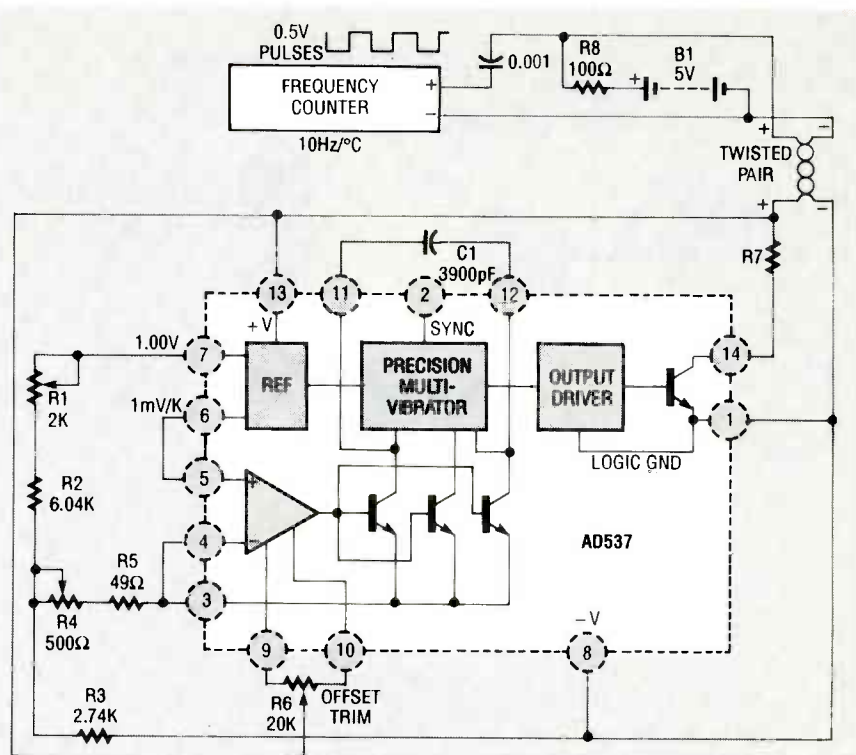 0.5V
PULSES
FREQUENCY
COUNTER
+
−
10Hz/°C
0.001
R8
100Ω
+
B1
5V
+ −
TWISTED
PAIR
+ −
R7
C1
3900pF
13
11
2
12
+V
SYNC
1.00V
7
REF
PRECISION
MULTI-
VIBRATOR
OUTPUT
DRIVER
14
R1
2K
1mV/K
6
1
LOGIC GND
5
+
R2
6.04K
4
−
AD537
R5
49Ω
3
R4
500Ω
−V
9
10
8
R6
20K
OFFSET
TRIM
R3
2.74K